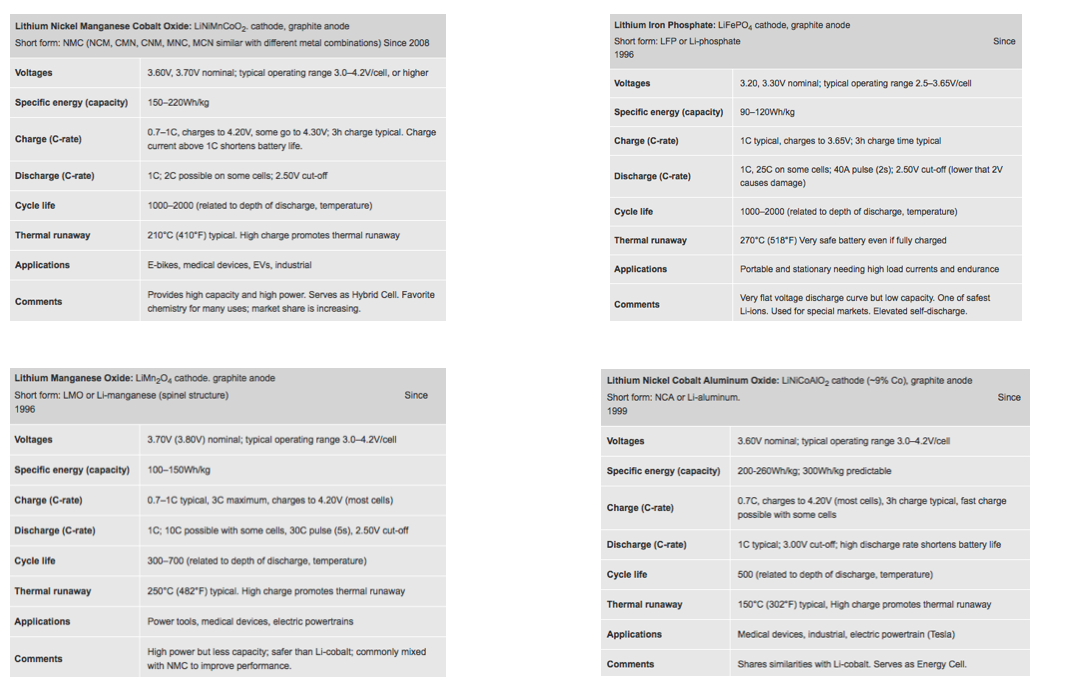 Lithium Nickel Manganese Cobalt Oxide: LiNiMnCoO2. cathode, graphite anode
Short form: NMC (NCM, CMN, CNM, MNC, MCN similar with different metal combinations) Since 2008
Voltages 3.60V, 3.70V nominal; typical operating range 3.0–4.2V/cell, or higher
Specific energy (capacity) 150–220Wh/kg
Charge (C-rate) 0.7–1C, charges to 4.20V, some go to 4.30V; 3h charge typical. Charge
current above 1C shortens battery life.
Discharge (C-rate) 1C; 2C possible on some cells; 2.50V cut-off
Cycle life 1000–2000 (related to depth of discharge, temperature)
Thermal runaway 210°C (410°F) typical. High charge promotes thermal runaway
Applications E-bikes, medical devices, EVs, industrial
Comments Provides high capacity and high power. Serves as Hybrid Cell. Favorite
chemistry for many uses; market share is increasing.
Lithium Iron Phosphate: LiFePO4 cathode, graphite anode
Short form: LFP or Li-phosphate Since
1996
Voltages 3.20, 3.30V nominal; typical operating range 2.5–3.65V/cell
Specific energy (capacity) 90–120Wh/kg
Charge (C-rate) 1C typical, charges to 3.65V; 3h charge time typical
Discharge (C-rate) 1C, 25C on some cells; 40A pulse (2s); 2.50V cut-off (lower that 2V
causes damage)
Cycle life 1000–2000 (related to depth of discharge, temperature)
Thermal runaway 270°C (518°F) Very safe battery even if fully charged
Applications Portable and stationary needing high load currents and endurance
Comments Very flat voltage discharge curve but low capacity. One of safest
Li-ions. Used for special markets. Elevated self-discharge.
Lithium Manganese Oxide: LiMn2O4 cathode. graphite anode
Short form: LMO or Li-manganese (spinel structure) Since
1996
Voltages 3.70V (3.80V) nominal; typical operating range 3.0–4.2V/cell
Specific energy (capacity) 100–150Wh/kg
Charge (C-rate) 0.7–1C typical, 3C maximum, charges to 4.20V (most cells)
Discharge (C-rate) 1C; 10C possible with some cells, 30C pulse (5s), 2.50V cut-off
Cycle life 300–700 (related to depth of discharge, temperature)
Thermal runaway 250°C (482°F) typical. High charge promotes thermal runaway
Applications Power tools, medical devices, electric powertrains
Comments High power but less capacity; safer than Li-cobalt; commonly mixed
with NMC to improve performance.
Lithium Nickel Cobalt Aluminum Oxide: LiNiCoAlO2 cathode (~9% Co), graphite anode
Short form: NCA or Li-aluminum. Since
1999
Voltages 3.60V nominal; typical operating range 3.0–4.2V/cell
Specific energy (capacity) 200-260Wh/kg; 300Wh/kg predictable
Charge (C-rate) 0.7C, charges to 4.20V (most cells), 3h charge typical, fast charge
possible with some cells
Discharge (C-rate) 1C typical; 3.00V cut-off; high discharge rate shortens battery life
Cycle life 500 (related to depth of discharge, temperature)
Thermal runaway 150°C (302°F) typical, High charge promotes thermal runaway
Applications Medical devices, industrial, electric powertrain (Tesla)
Comments Shares similarities with Li-cobalt. Serves as Energy Cell.